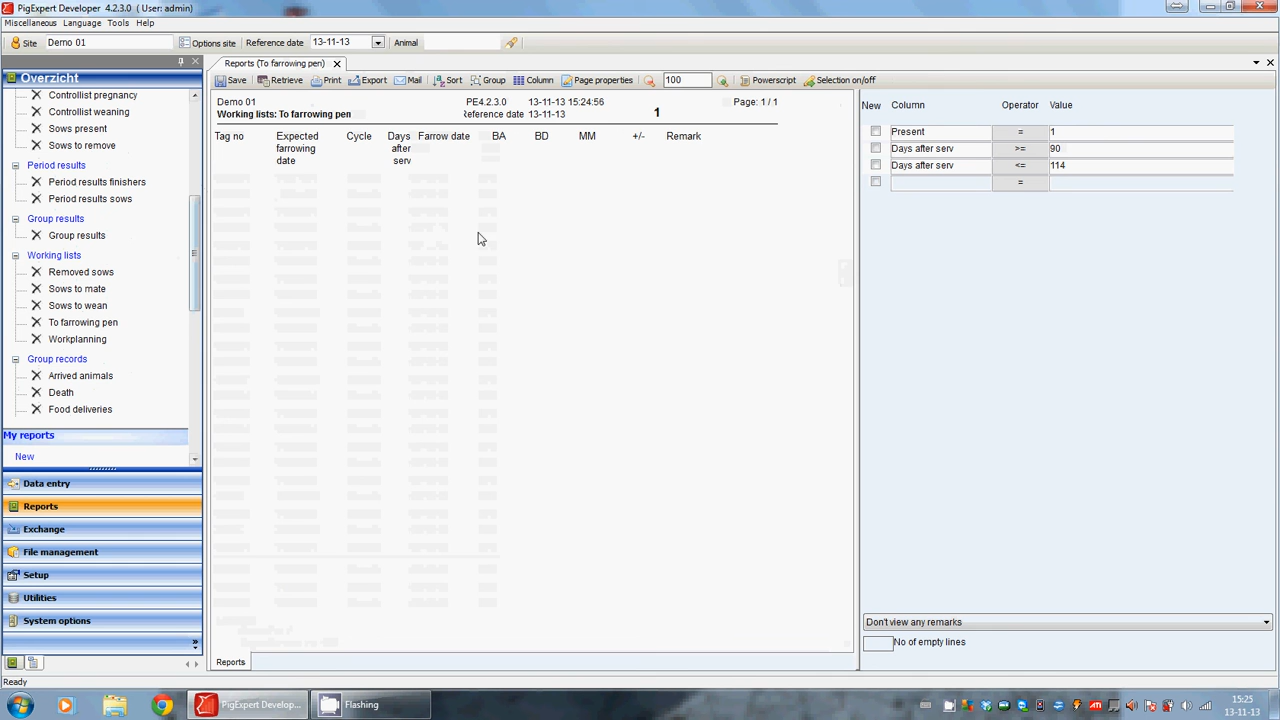 PigExpert Developer 4.2.3.0 ( User: admin)
Miscellaneous Language Tools Help
Site Demo 01 Options site Reference date 13-11-13 Animal
Overzicht
Controllist pregnancy
Controllist weaning
Sows present
Sows to remove
Period results
Period results finishers
Period results sows
Group results
Group results
Working lists
Removed sows
Sows to mate
Sows to wean
To farrowing pen
Workplanning
Group records
Arrived animals
Death
Food deliveries
My reports
New
Data entry
Reports
Exchange
File management
Setup
Utilities
System options
Reports (To farrowing pen)
Save Retrieve Print Export Mail Sort Group Column Page properties 100 Powerscript Selection on/off
Demo 01 PE4.2.3.0 13-11-13 15:24:56 Page: 1 / 1
Working lists: To farrowing pen Reference date 13-11-13 1
Tag no Expected farrowing date Cycle Days after serv Farrow date BA BD MM +/- Remark
Reports
New Column Operator Value
Present = 1
Days after serv >= 90
Days after serv <= 114
=
Don't view any remarks
No of empty lines
Ready
PigExpert Develop... Flashing
15:25
13-11-13